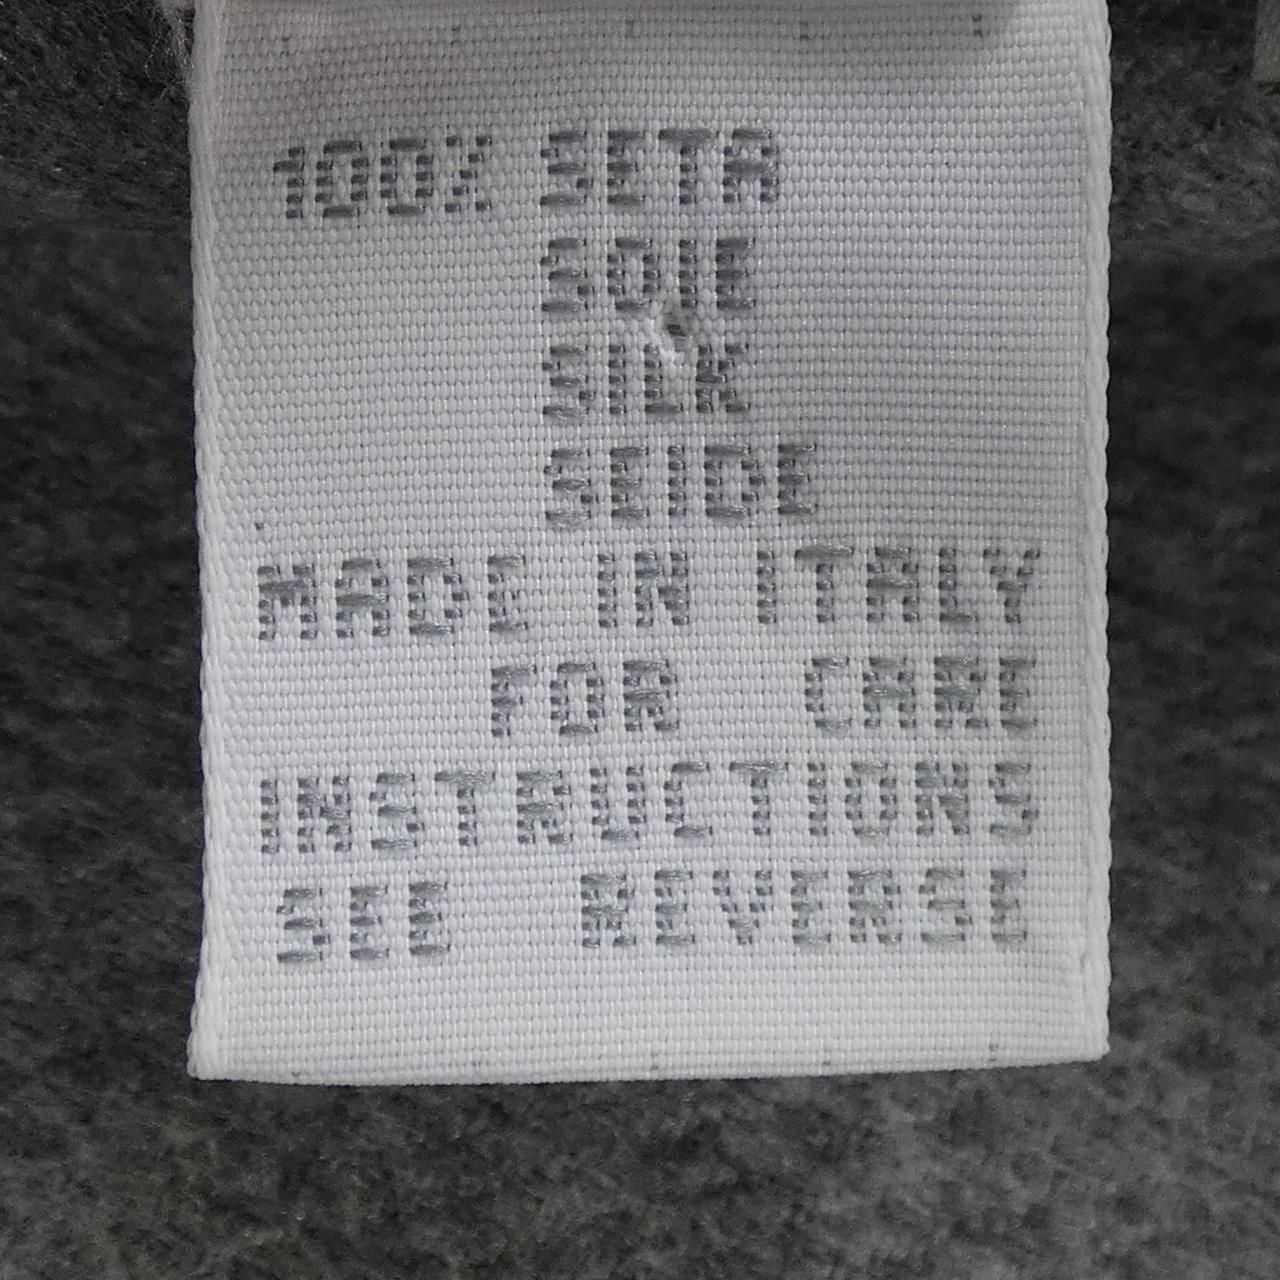 100% SETA
SOIE
SILK
SEIDE
MADE IN ITALY
FOR CARE
INSTRUCTIONS
SEE REVERSE